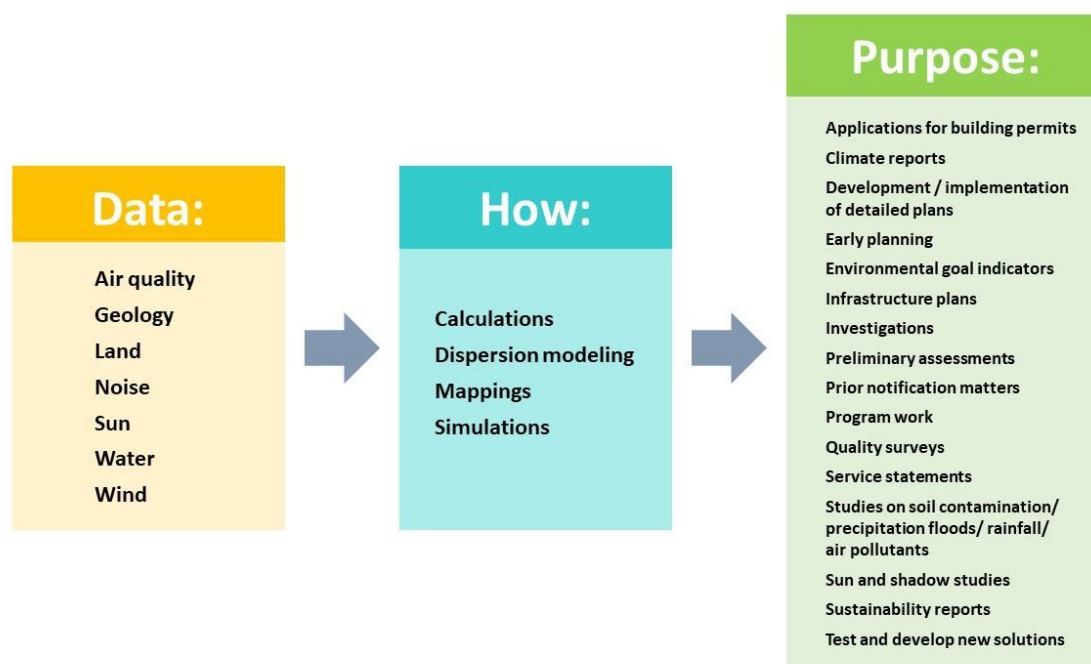 Data:
Air quality
Geology
Land
Noise
Sun
Water
Wind
How:
Calculations
Dispersion modeling
Mappings
Simulations
Purpose:
Applications for building permits
Climate reports
Development / implementation
of detailed plans
Early planning
Environmental goal indicators
Infrastructure plans
Investigations
Preliminary assessments
Prior notification matters
Program work
Quality surveys
Service statements
Studies on soil contamination/
precipitation floods/ rainfall/
air pollutants
Sun and shadow studies
Sustainability reports
Test and develop new solutions